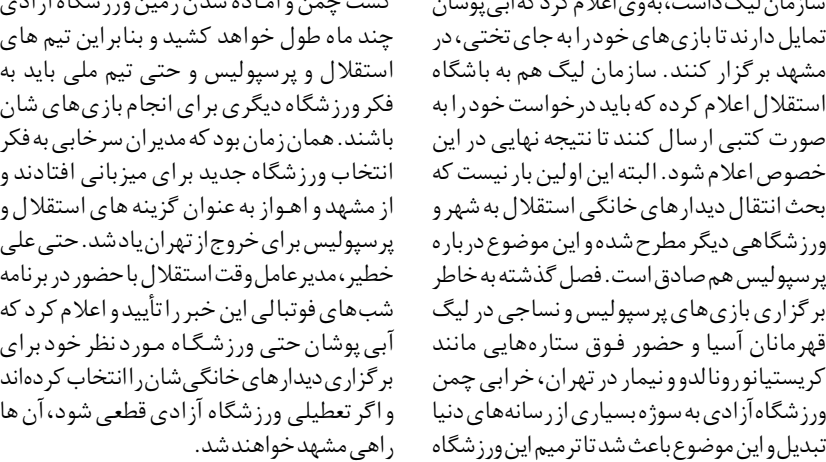 سازمان لیگ داشت، به وی اعلام کرد که آبی پوشان
تمایل دارند تا بازی های خود را به جای تختی، در
مشهد برگزار کنند. سازمان لیگ هم به باشگاه
استقلال اعلام کرده که باید درخواست خود را به
صورت کتبی ارسال کنند تا نتیجه نهایی در این
خصوص اعلام شود. البته این اولین بار نیست که
بحث انتقال دیدارهای خانگی استقلال به شهر و
ورزشگاهی دیگر مطرح شده و این موضوع درباره
پرسپولیس هم صادق است. فصل گذشته به خاطر
برگزاری بازی های پرسپولیس و نساجی در لیگ
قهرمانان آسیا و حضور فوق ستاره هایی مانند
کریستیانو رونالدو و نیمار در تهران، خرابی چمن
ورزشگاه آزادی به سوژه بسیاری از رسانه های دنیا
تبدیل و این موضوع باعث شد تا ترمیم این ورزشگاه
کشت چمن و آماده شدن زمین ورزشگاه آزادی
چند ماه طول خواهد کشید و بنابراین تیم های
استقلال و پرسپولیس و حتی تیم ملی باید به
فکر ورزشگاه دیگری برای انجام بازی های شان
باشند. همان زمان بود که مدیران سرخابی به فکر
انتخاب ورزشگاه جدید برای میزبانی افتادند و
از مشهد و اهواز به عنوان گزینه های استقلال و
پرسپولیس برای خروج از تهران یاد شد. حتی علی
خطیر، مدیرعامل وقت استقلال با حضور در برنامه
شب های فوتبالی این خبر را تأیید و اعلام کرد که
آبی پوشان حتی ورزشگاه مورد نظر خود برای
برگزاری دیدارهای خانگی شان را انتخاب کرده اند
و اگر تعطیلی ورزشگاه آزادی قطعی شود، آن ها
راهی مشهد خواهند شد.